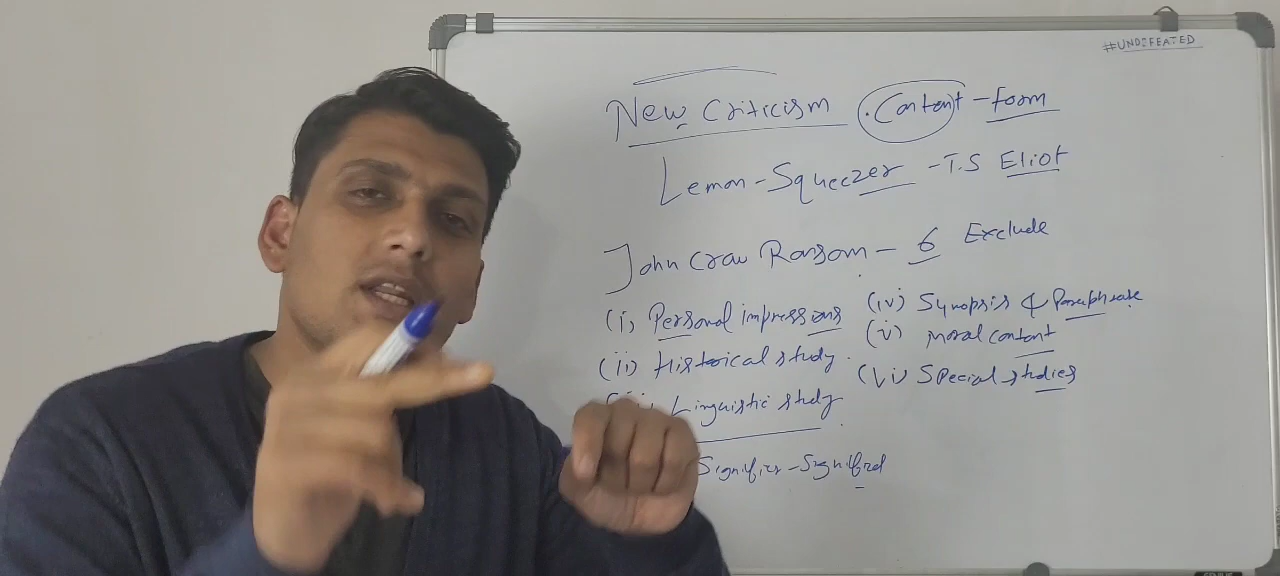 #UNDEFEATED
New Criticism . Content - Form
Lemon - Squeezer - T.S Eliot
John Crow Ransom - 6 Exclude
(i) Personal impressions
(ii) Historical study.
Linguistic study.
(iv) Synopsis & Paraphrase
(v) Moral content
(vi) Special studies
Signifier - Signified